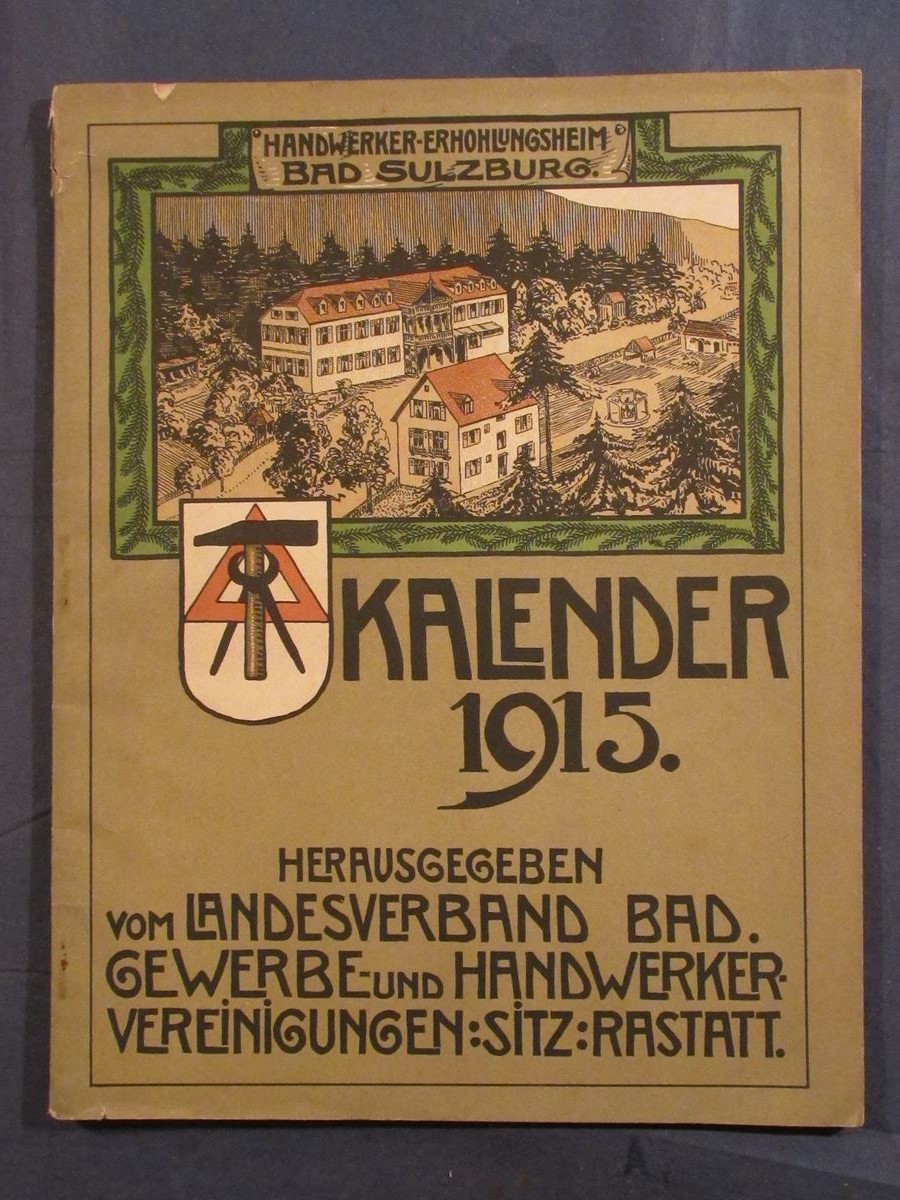 HANDWERKER-ERHOHLUNGSHEIM
BAD SULZBURG.
KALENDER
1915.
HERAUSGEGEBEN
VOM LANDESVERBAND BAD.
GEWERBE-UND HANDWERKER-
VEREINIGUNGEN:SITZ:RASTATT.